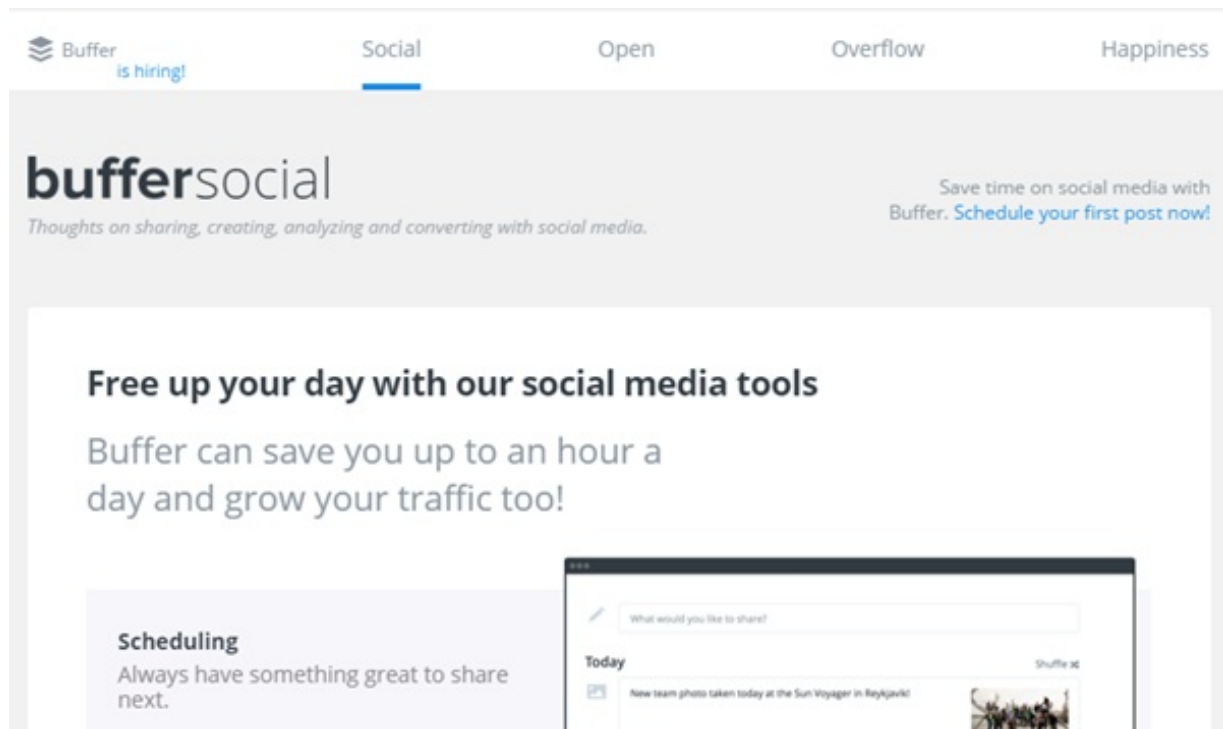 Buffer
is hiring!
Social
Open
Overflow
Happiness
buffersocial
Thoughts on sharing, creating, analyzing and converting with social media.
Save time on social media with
Buffer. Schedule your first post now!
Free up your day with our social media tools
Buffer can save you up to an hour a
day and grow your traffic too!
Scheduling
Always have something great to share
next.
What would you like to share?
Today
Shuffle
New team photo taken today at the Sun Voyager in Reykjavik!